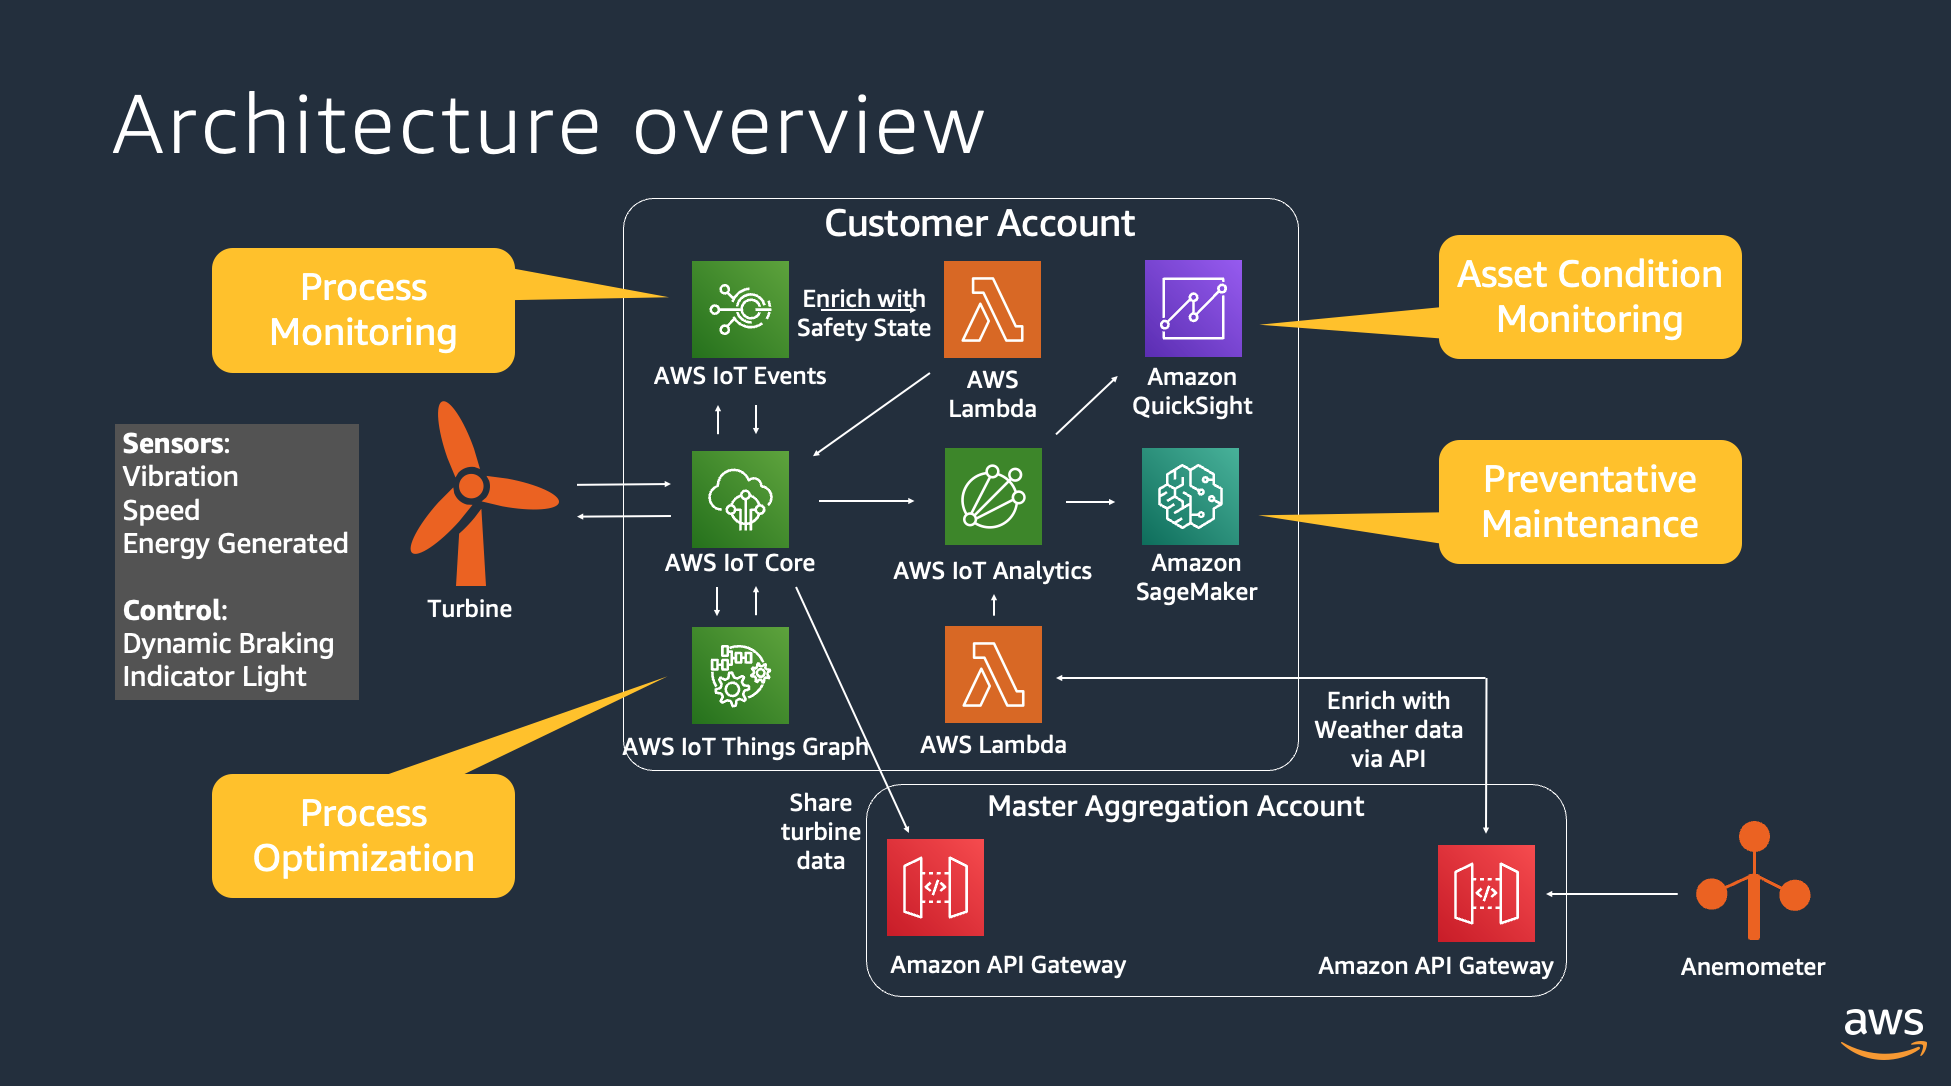 Architecture overview
Customer Account
Process
Monitoring
Enrich with
Safety State
AWS IoT Events
AWS
Lambda
Amazon
QuickSight
Asset Condition
Monitoring
Sensors:
Vibration
Speed
Energy Generated
Control:
Dynamic Braking
Indicator Light
Turbine
AWS IoT Core
AWS IoT Analytics
Amazon
SageMaker
Preventative
Maintenance
AWS IoT Things Graph
AWS Lambda
Enrich with
Weather data
via API
Process
Optimization
Share
turbine
data
Master Aggregation Account
Amazon API Gateway
Amazon API Gateway
Anemometer
aws